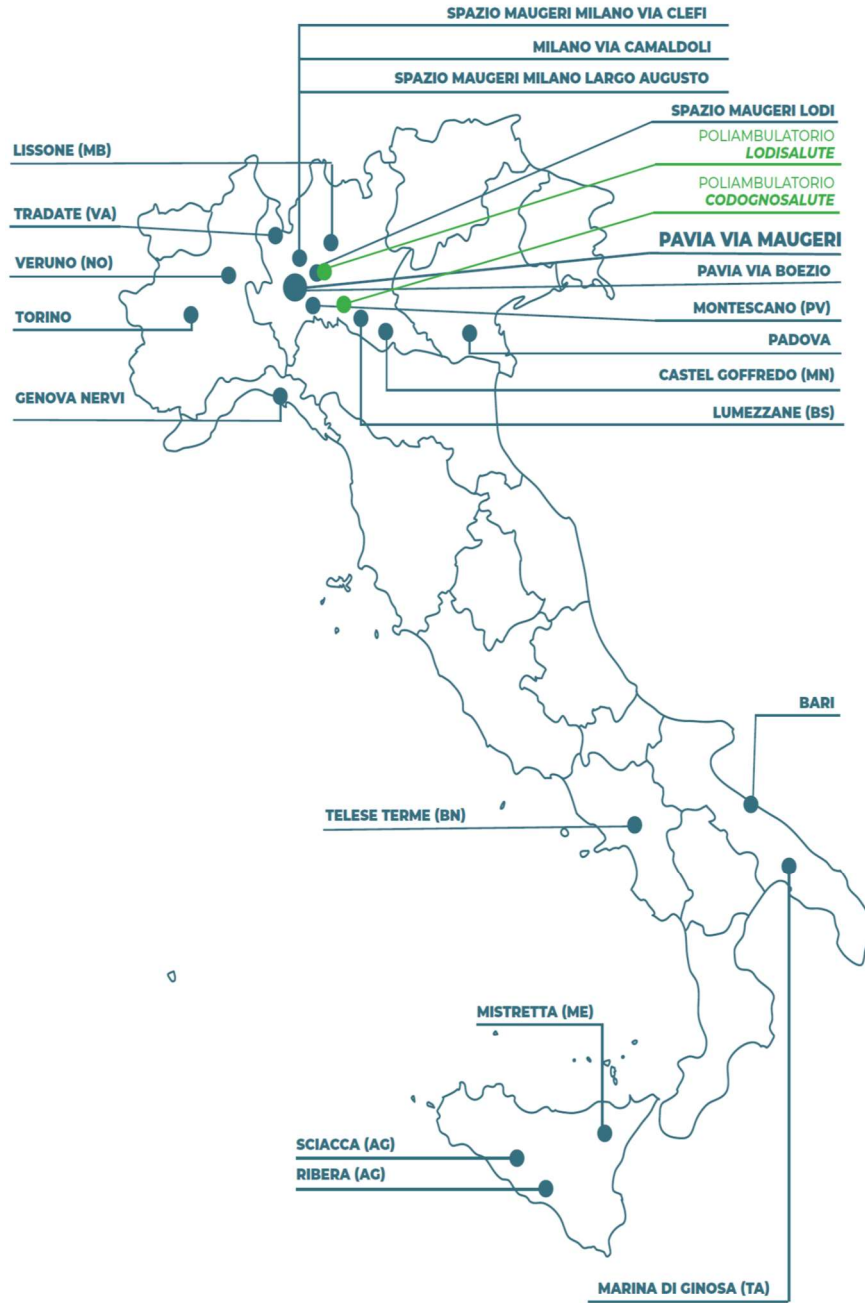 SPAZIO MAUGERI MILANO VIA CLEFI
MILANO VIA CAMALDOLI
SPAZIO MAUGERI MILANO LARGO AUGUSTO
SPAZIO MAUGERI LODI
POLIAMBULATORIO
LODISALUTE
POLIAMBULATORIO
CODOGNOSALUTE
PAVIA VIA MAUGERI
PAVIA VIA BOEZIO
MONTESCANO (PV)
PADOVA
CASTEL GOFFREDO (MN)
LUMEZZANE (BS)
LISSONE (MB)
TRADATE (VA)
VERUNO (NO)
TORINO
GENOVA NERVI
BARI
TELESE TERME (BN)
MISTRETTA (ME)
SCIACCA (AG)
RIBERA (AG)
MARINA DI GINOSA (TA)